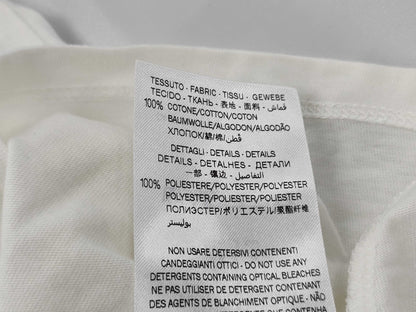 TESSUTO - FABRIC - TISSU - GEWEBE
TECIDO - ТКАНЬ - 表地 - 面料 - قماش
100% COTONE/COTTON/COTON
BAUMWOLLE/ALGODON/ALGODÃO
ХЛОПОК/綿/棉/قطن
DETTAGLI - DETAILS - DETAILS
DETAILS - DETALHES - ДЕТАЛИ
一部 - 镶边 - التفاصيل
100% POLIESTERE/POLYESTER/POLYESTER
POLYESTER/POLYESTER/POLYESTER
ПОЛИЭСТЕР/ポリエステル/聚酯纤维
بوليستر
NON USARE DETERSIVI CONTENENTI
CANDEGGIANTI OTTICI - DO NOT USE ANY
DETERGENTS CONTAINING OPTICAL BLEACHES
NE PAS UTILISER DE DETERGENT CONTENANT
DES AGENTS DE BLANCHIMENT OPTIQUE - NÃO
QUE CONTENHA